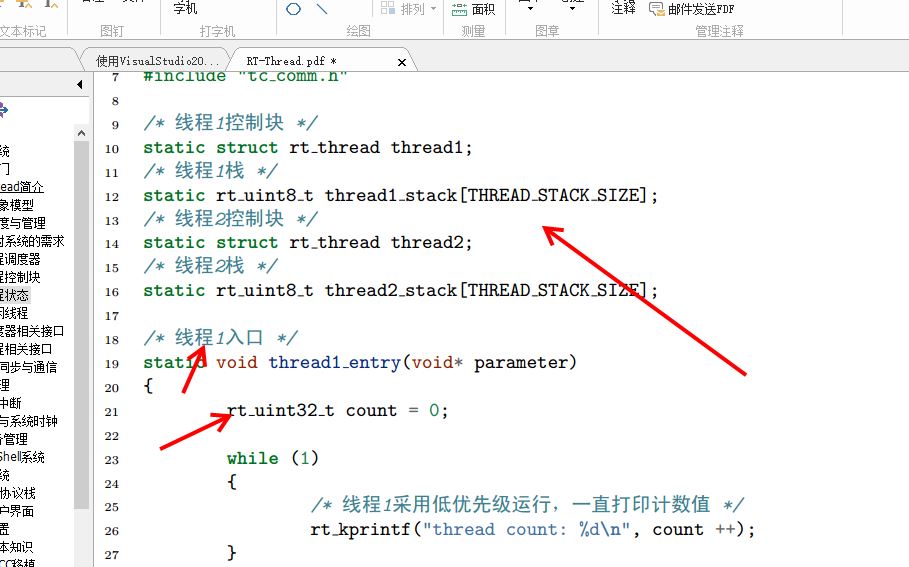 字机
排列
面积
注释
邮件发送PDF
文本标记
图钉
打字机
绘图
测量
图章
管理注释
使用VisualStudio20...
RT-Thread.pdf *
7 #include "tc_comm.h"
8
9 /* 线程1控制块 */
10 static struct rt_thread thread1;
11 /* 线程1栈 */
12 static rt_uint8_t thread1_stack[THREAD_STACK_SIZE];
13 /* 线程2控制块 */
14 static struct rt_thread thread2;
15 /* 线程2栈 */
16 static rt_uint8_t thread2_stack[THREAD_STACK_SIZE];
17
18 /* 线程1入口 */
19 static void thread1_entry(void* parameter)
20 {
21 rt_uint32_t count = 0;
22
23 while (1)
24 {
25 /* 线程1采用低优先级运行，一直打印计数值 */
26 rt_kprintf("thread count: %d\n", count ++);
27 }
统
门
ead简介
象模型
度与管理
时系统的需求
程调度器
程控制块
程状态
闲线程
度器相关接口
程相关接口
同步与通信
理
中断
与系统时钟
备管理
Shell系统
统
协议栈
户界面
置
本知识
CC移植